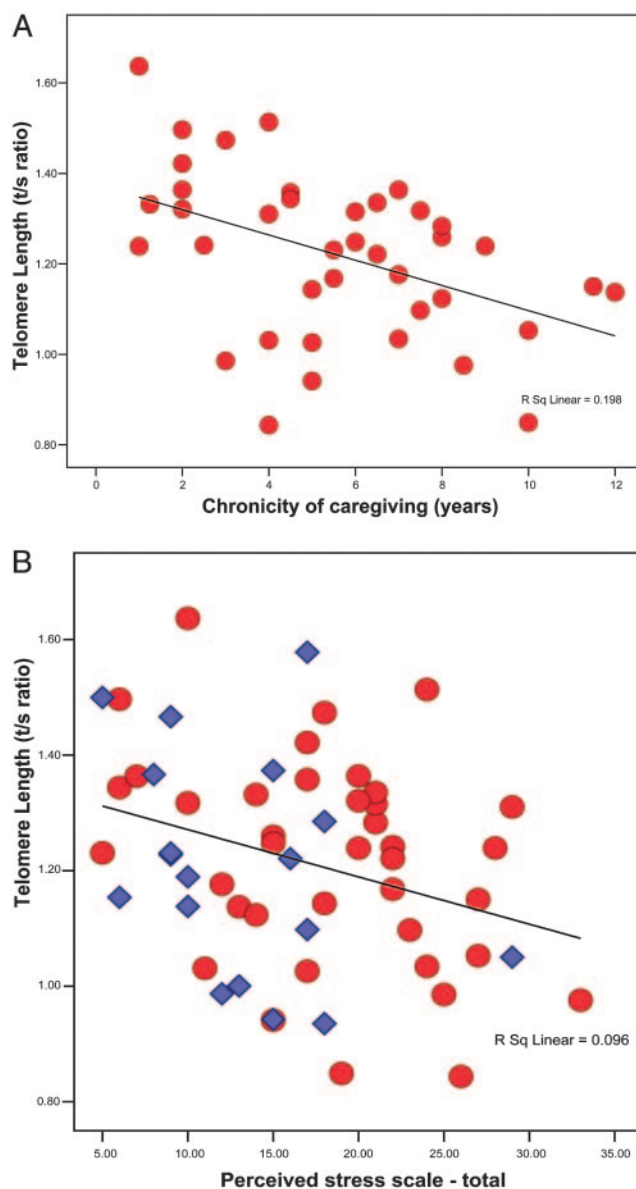 A
Telomere Length (t/s ratio)
1.60
1.40
1.20
1.00
0.80
R Sq Linear = 0.198
0 2 4 6 8 10 12
Chronicity of caregiving (years)
B
Telomere Length (t/s ratio)
1.60
1.40
1.20
1.00
0.80
R Sq Linear = 0.096
5.00 10.00 15.00 20.00 25.00 30.00 35.00
Perceived stress scale - total